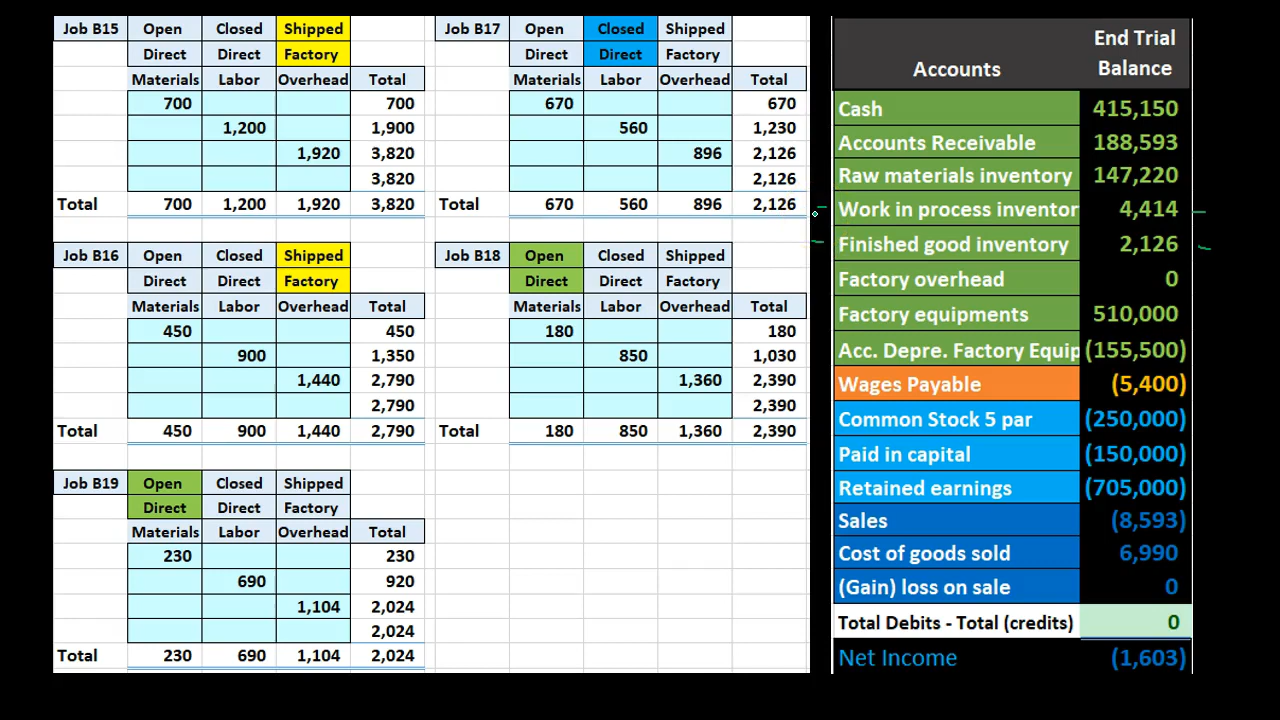 Job B15 Open Closed Shipped
Direct Direct Factory
Materials Labor Overhead Total
700 700
1,200 1,900
1,920 3,820
3,820
Total 700 1,200 1,920 3,820
Job B17 Open Closed Shipped
Direct Direct Factory
Materials Labor Overhead Total
670 670
560 1,230
896 2,126
2,126
Total 670 560 896 2,126
Job B16 Open Closed Shipped
Direct Direct Factory
Materials Labor Overhead Total
450 450
900 1,350
1,440 2,790
2,790
Total 450 900 1,440 2,790
Job B18 Open Closed Shipped
Direct Direct Factory
Materials Labor Overhead Total
180 180
850 1,030
1,360 2,390
2,390
Total 180 850 1,360 2,390
Job B19 Open Closed Shipped
Direct Direct Factory
Materials Labor Overhead Total
230 230
690 920
1,104 2,024
2,024
Total 230 690 1,104 2,024
End Trial
Accounts Balance
Cash 415,150
Accounts Receivable 188,593
Raw materials inventory 147,220
Work in process inventor 4,414
Finished good inventory 2,126
Factory overhead 0
Factory equipments 510,000
Acc. Depre. Factory Equip (155,500)
Wages Payable (5,400)
Common Stock 5 par (250,000)
Paid in capital (150,000)
Retained earnings (705,000)
Sales (8,593)
Cost of goods sold 6,990
(Gain) loss on sale 0
Total Debits - Total (credits) 0
Net Income (1,603)